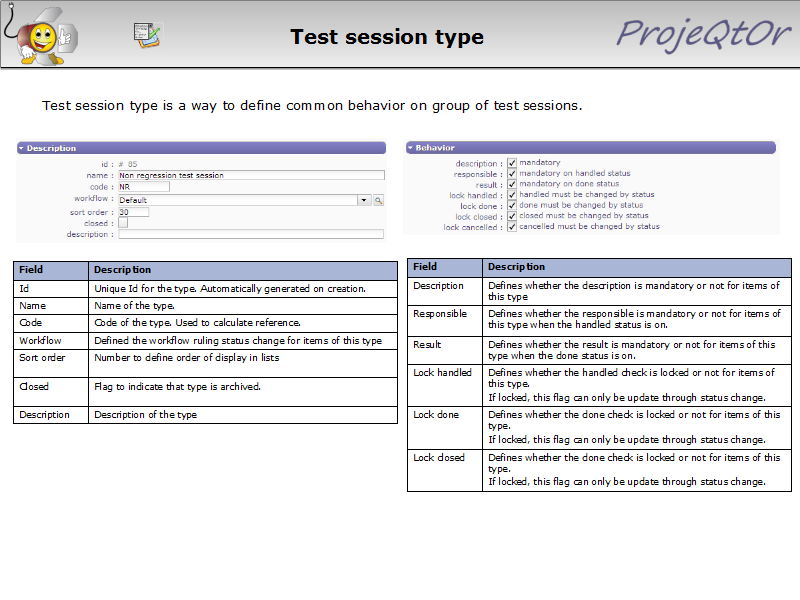 Test session type
ProjeQtOr
Test session type is a way to define common behavior on group of test sessions.
Description
id : # 85
name : Non regression test session
code : NR
workflow : Default
sort order : 30
closed :
description :
Behavior
description : mandatory
responsible : mandatory on handled status
result : mandatory on done status
lock handled : handled must be changed by status
lock done : done must be changed by status
lock closed : closed must be changed by status
lock cancelled : cancelled must be changed by status
Field Description
Id Unique Id for the type. Automatically generated on creation.
Name Name of the type.
Code Code of the type. Used to calculate reference.
Workflow Defined the workflow ruling status change for items of this type
Sort order Number to define order of display in lists
Closed Flag to indicate that type is archived.
Description Description of the type
Field Description
Description Defines whether the description is mandatory or not for items of
this type
Responsible Defines whether the responsible is mandatory or not for items of
this type when the handled status is on.
Result Defines whether the result is mandatory or not for items of this
type when the done status is on.
Lock handled Defines whether the handled check is locked or not for items of
this type.
If locked, this flag can only be update through status change.
Lock done Defines whether the done check is locked or not for items of this
type.
If locked, this flag can only be update through status change.
Lock closed Defines whether the done check is locked or not for items of this
type.
If locked, this flag can only be update through status change.